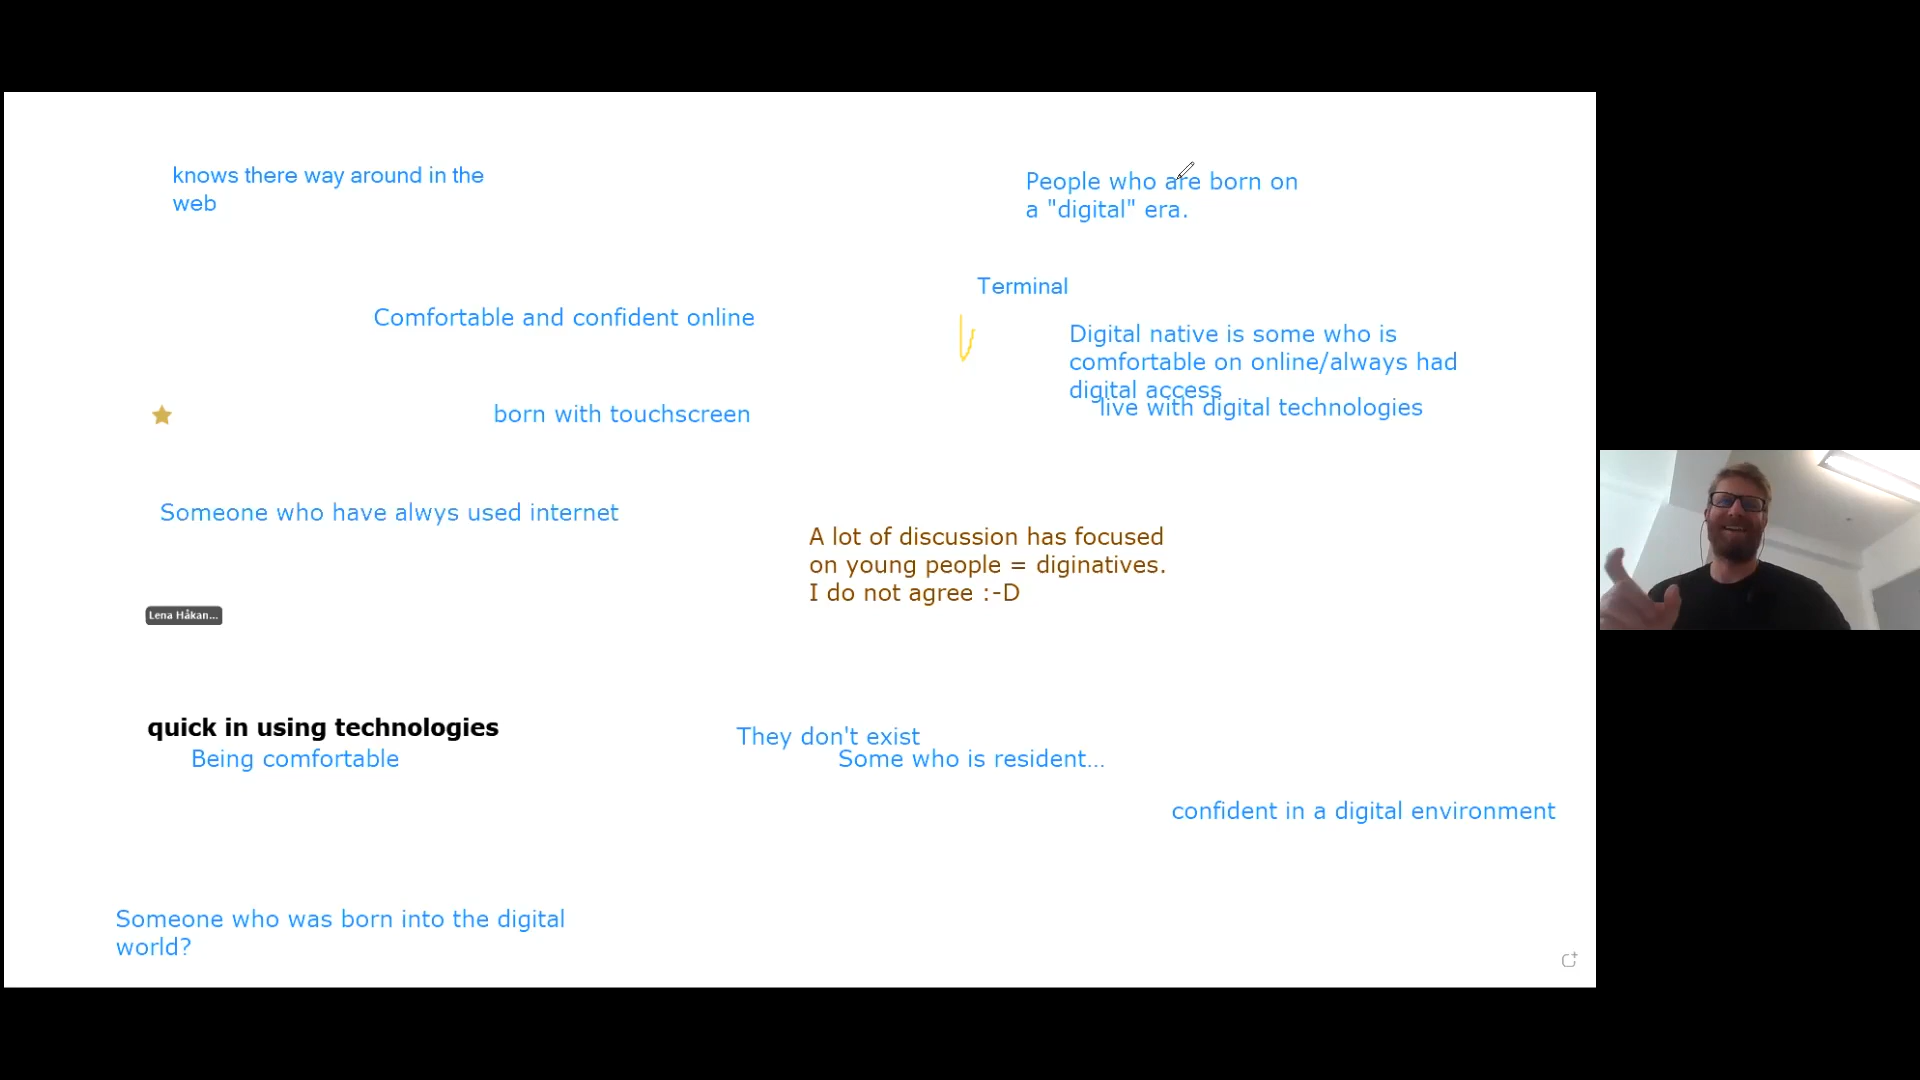 knows there way around in the
web
People who are born on
a "digital" era.
Terminal
Comfortable and confident online
Digital native is some who is
comfortable on online/always had
digital access
live with digital technologies
born with touchscreen
Someone who have alwys used internet
A lot of discussion has focused
on young people = diginatives.
I do not agree :-D
Lena Håkan...
quick in using technologies
Being comfortable
They don't exist
Some who is resident...
confident in a digital environment
Someone who was born into the digital
world?